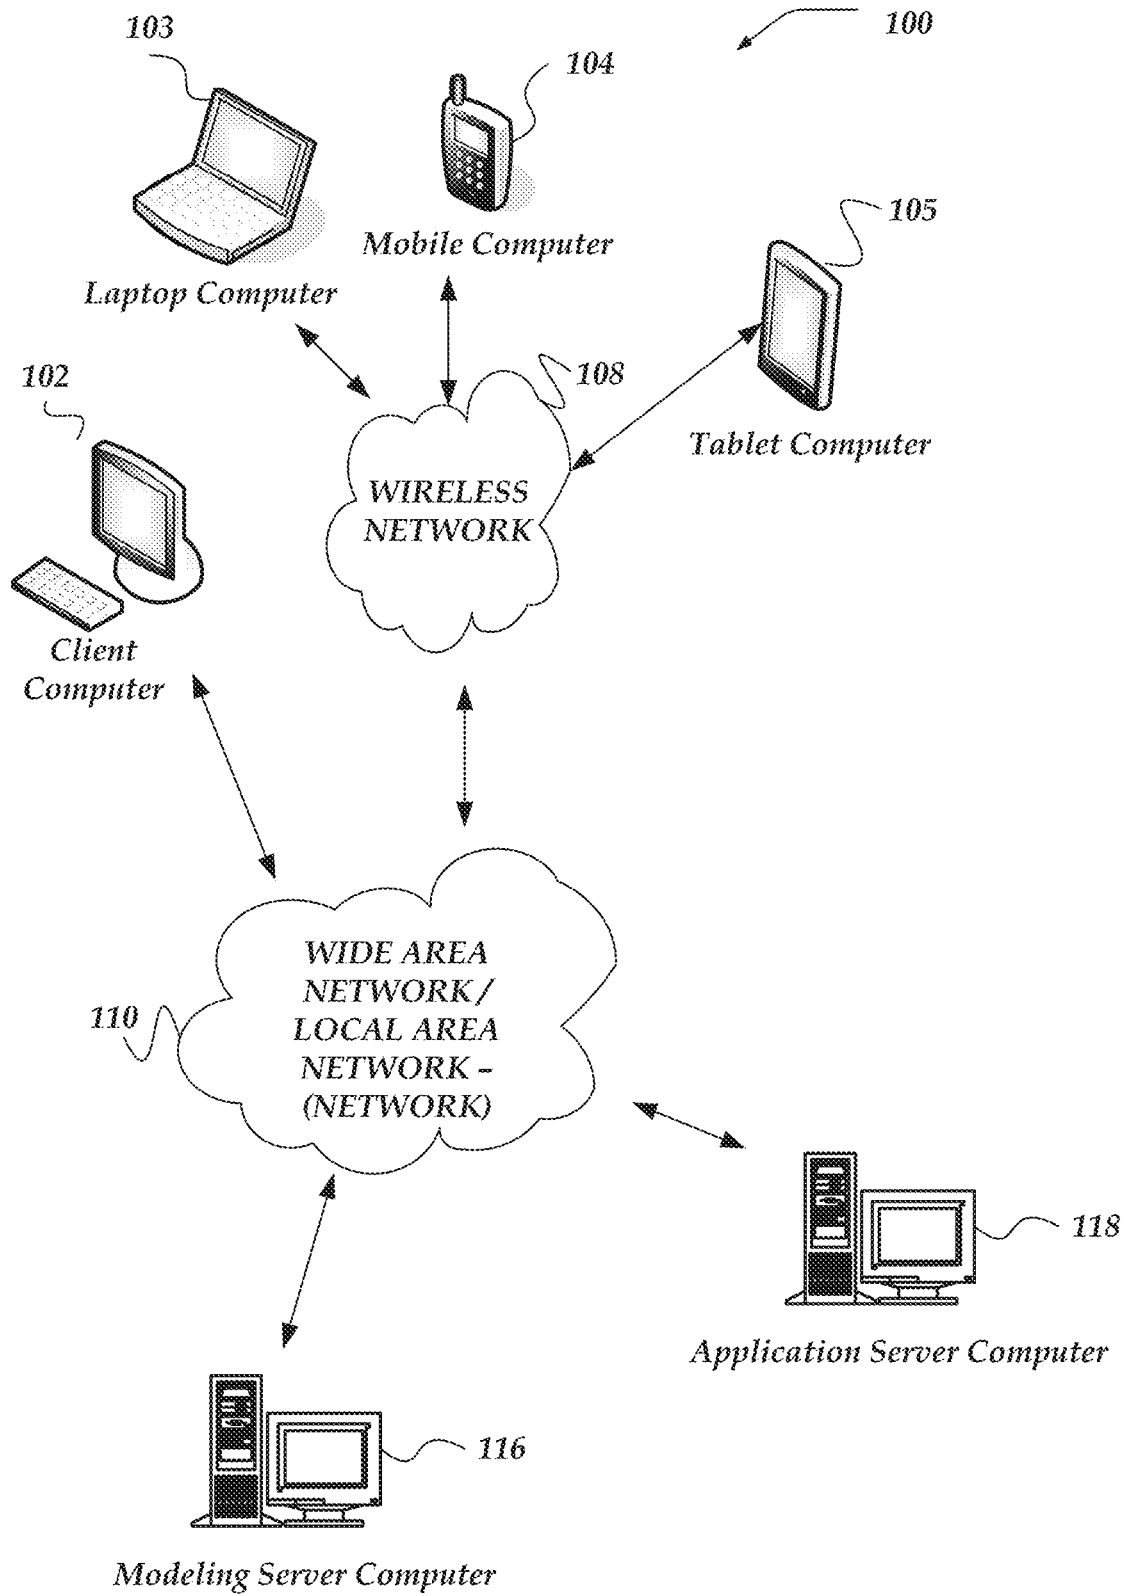 103
100
104
105
Mobile Computer
Laptop Computer
108
102
Tablet Computer
WIRELESS
NETWORK
Client
Computer
WIDE AREA
NETWORK /
LOCAL AREA
NETWORK –
(NETWORK)
110
118
Application Server Computer
116
Modeling Server Computer